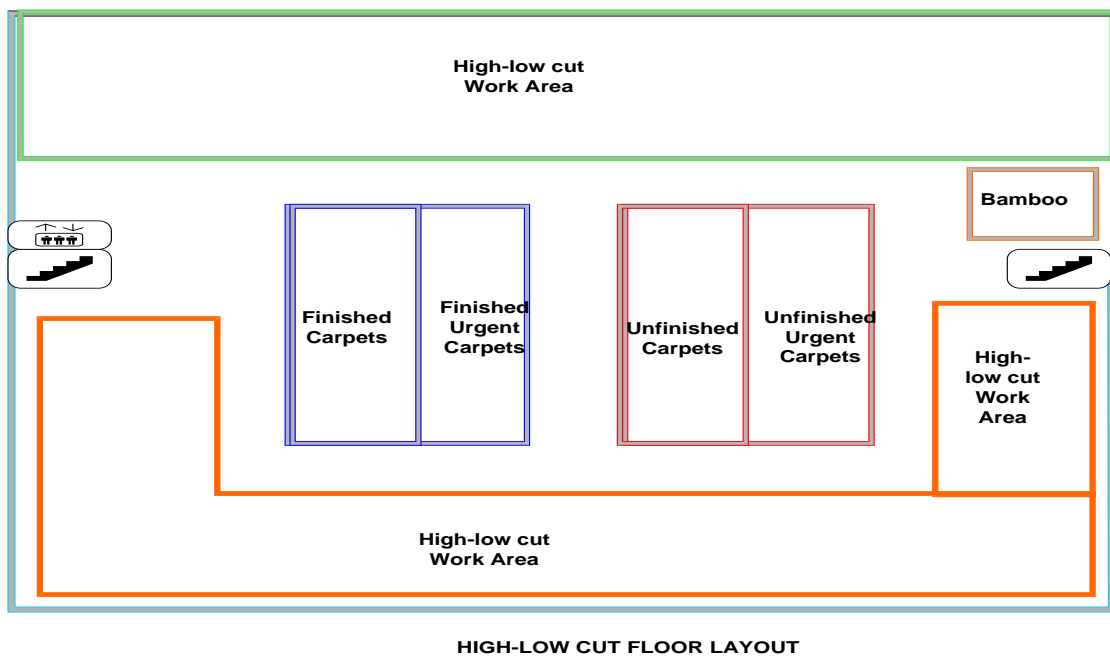 High-low cut
Work Area
Bamboo
Finished
Carpets
Finished
Urgent
Carpets
Unfinished
Carpets
Unfinished
Urgent
Carpets
High-
low cut
Work
Area
High-low cut
Work Area
HIGH-LOW CUT FLOOR LAYOUT